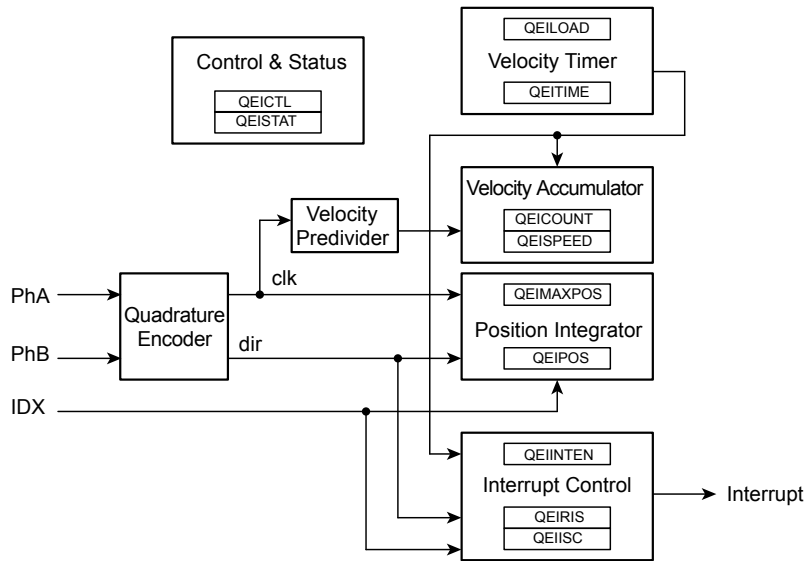 QEILOAD
Velocity Timer
QEITIME
Control & Status
QEICTL
QEISTAT
Velocity Accumulator
QEICOUNT
QEISPEED
Velocity
Predivider
clk
QEIMAXPOS
Position Integrator
QEIPOS
PhA
PhB
IDX
Quadrature
Encoder
dir
QEIINTEN
Interrupt Control
QEIRIS
QEIISC
Interrupt